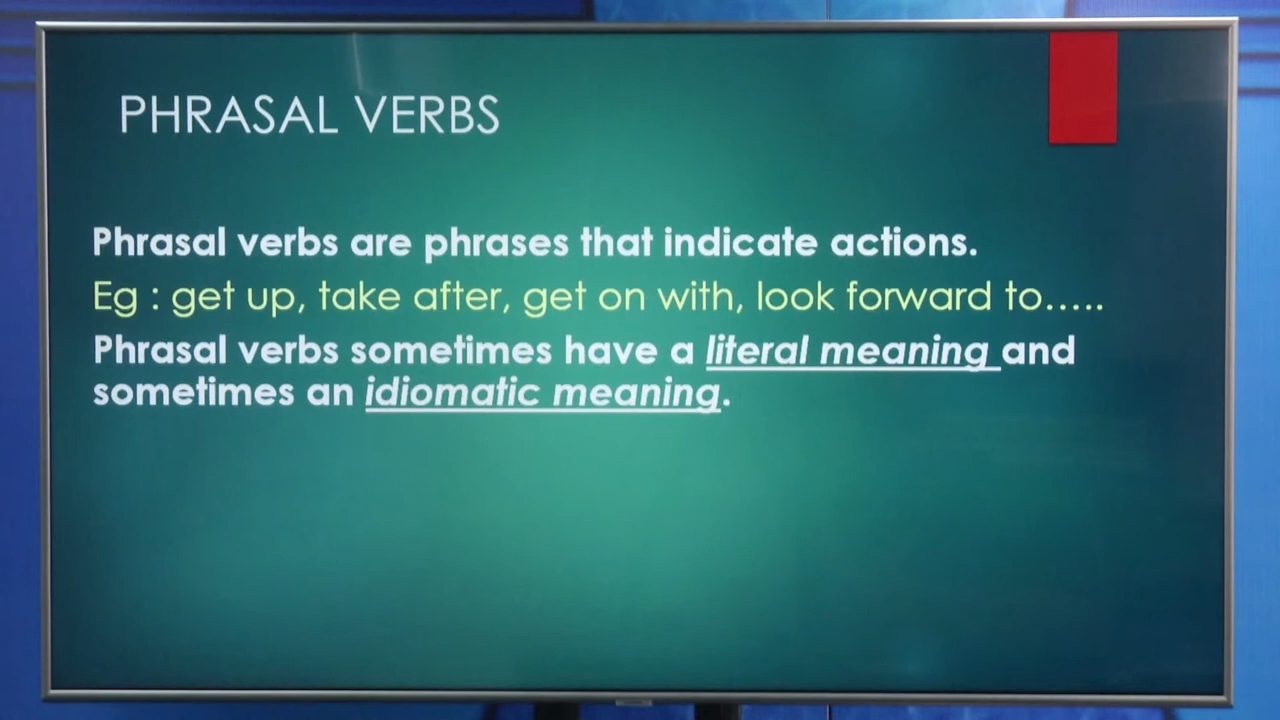 PHRASAL VERBS
Phrasal verbs are phrases that indicate actions.
Eg : get up, take after, get on with, look forward to…..
Phrasal verbs sometimes have a literal meaning and
sometimes an idiomatic meaning.